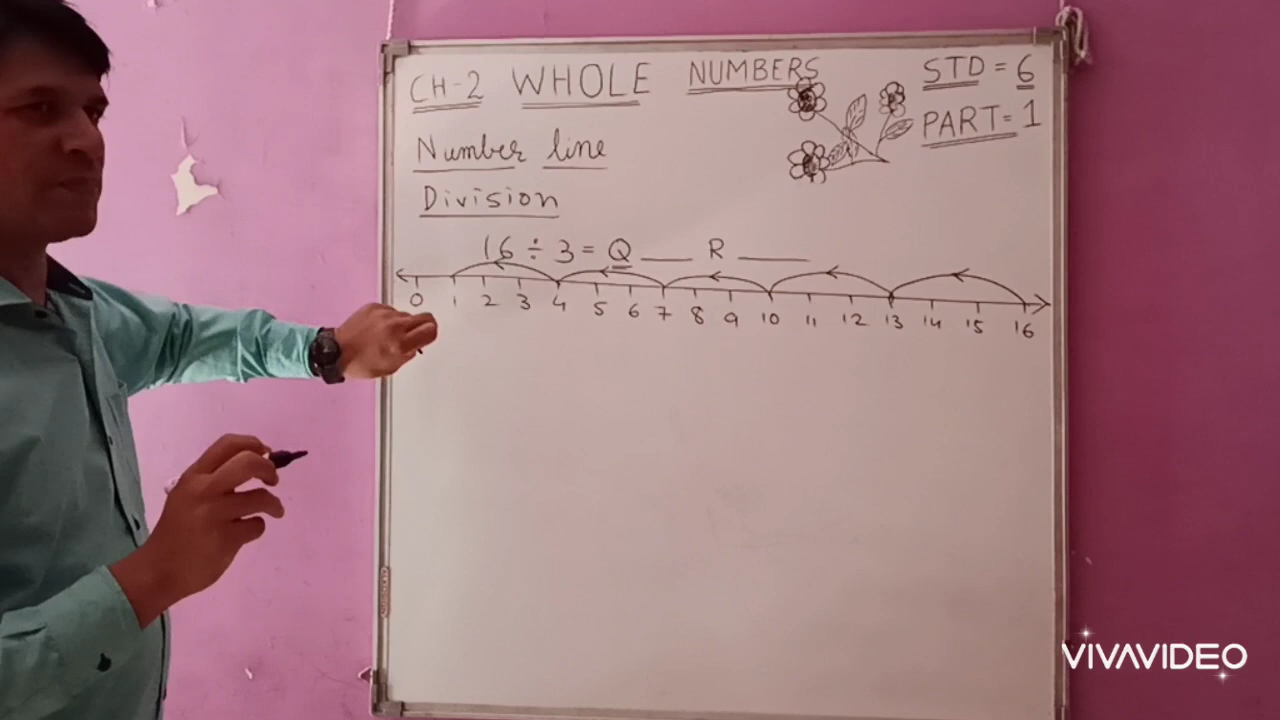 CH-2 WHOLE NUMBERS STD = 6
PART = 1
Number line
Division
16 ÷ 3 = Q ___ R ____
0 1 2 3 4 5 6 7 8 9 10 11 12 13 14 15 16
VIVAVIDEO